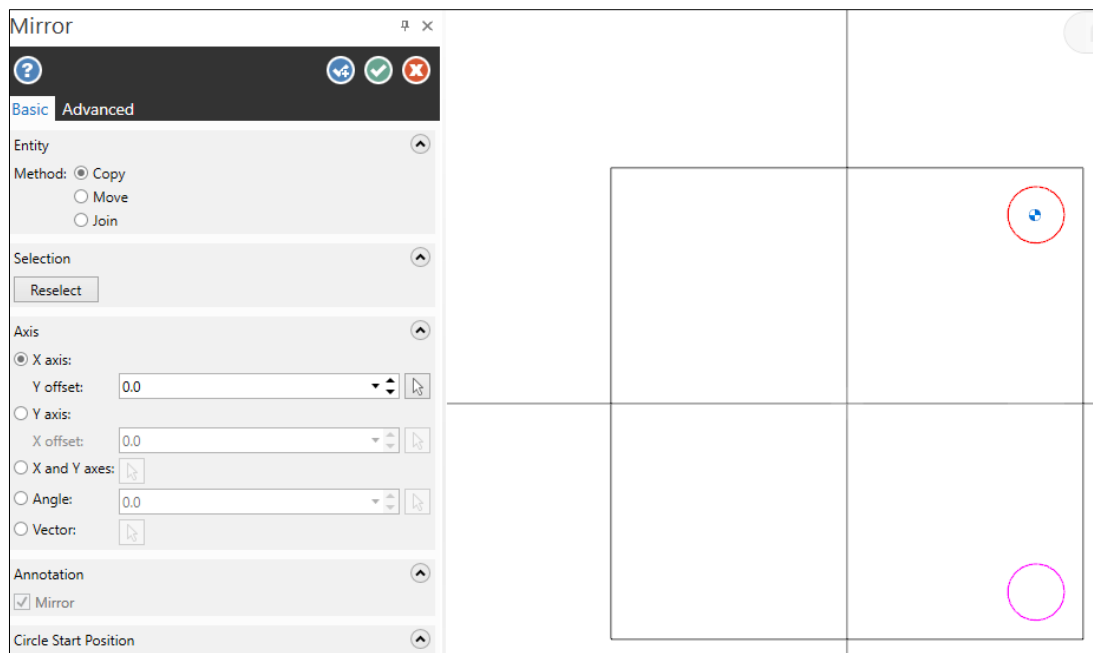 Mirror
Basic Advanced
Entity
Method: Copy
Move
Join
Selection
Reselect
Axis
X axis:
Y offset: 0.0
Y axis:
X offset: 0.0
X and Y axes:
Angle: 0.0
Vector:
Annotation
Mirror
Circle Start Position